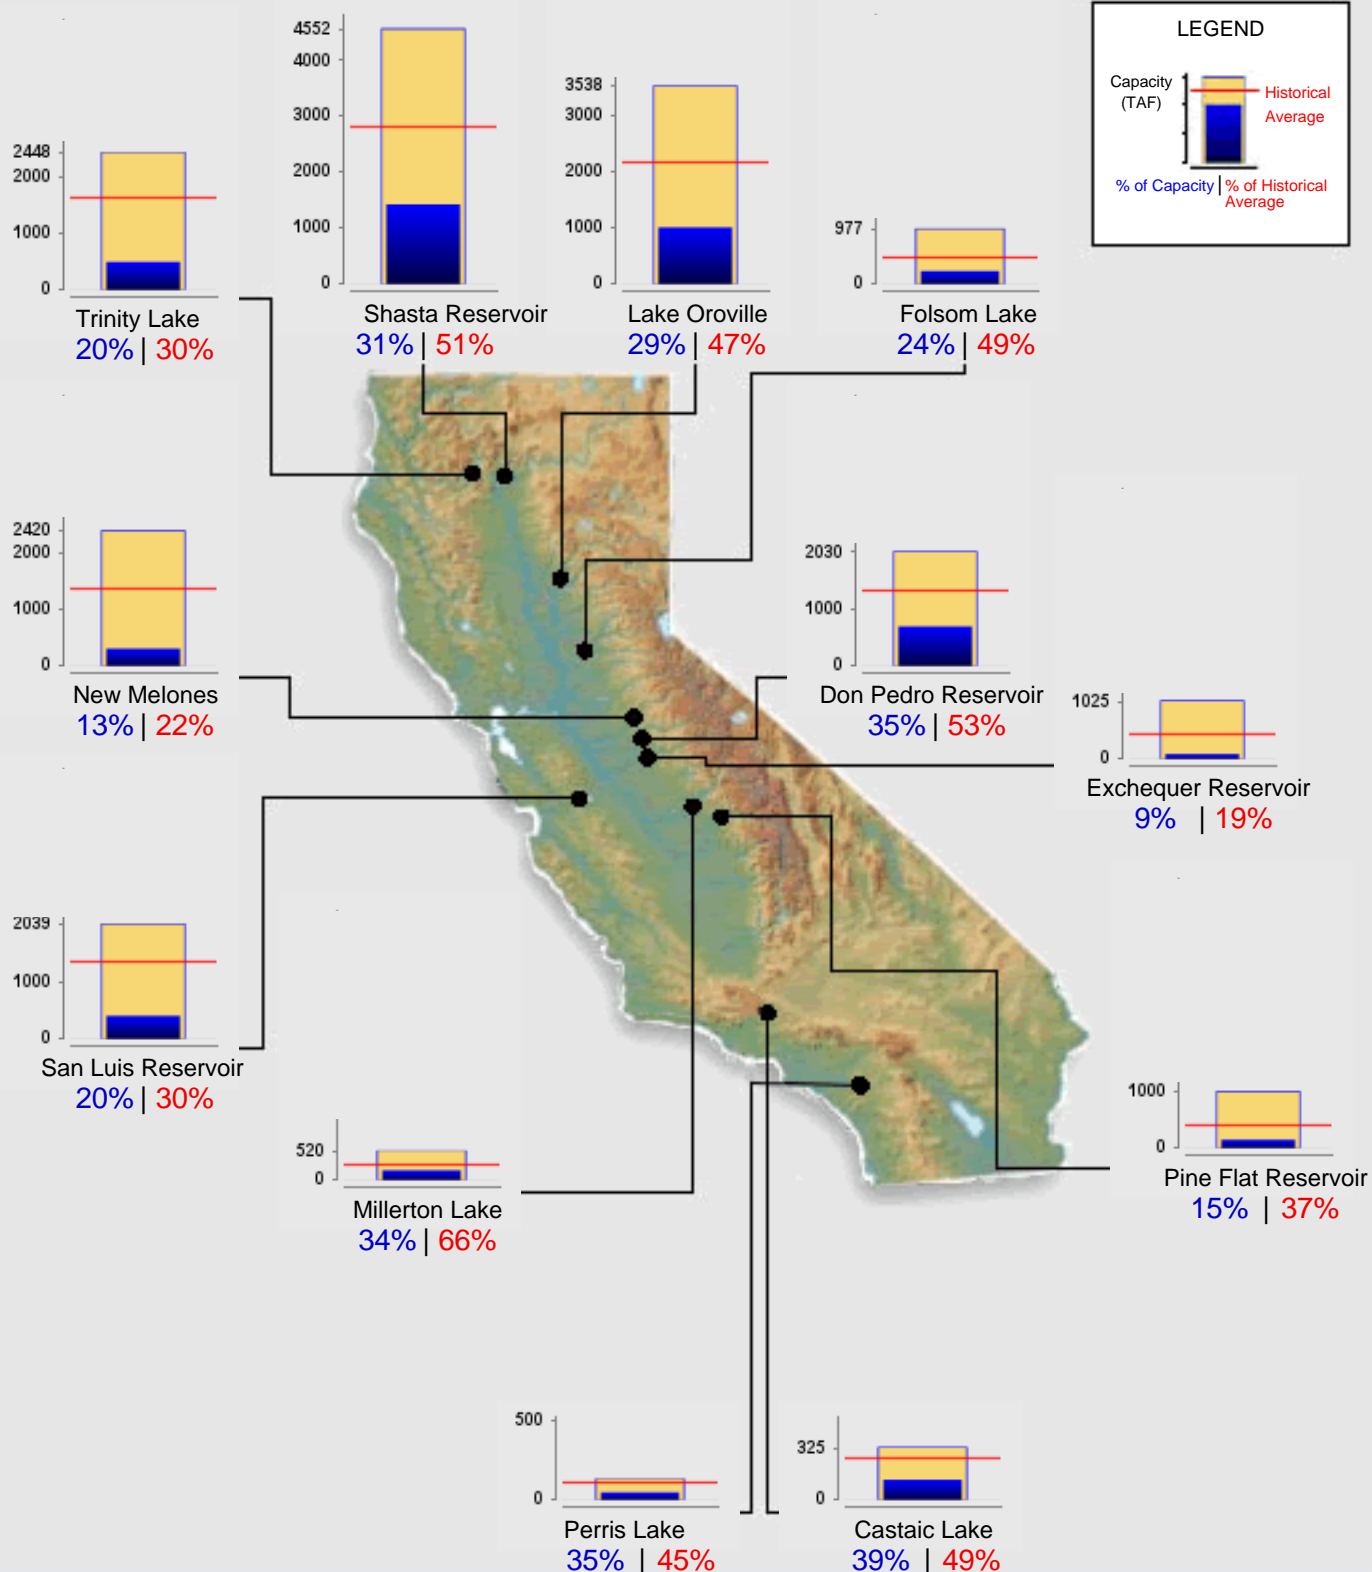 LEGEND
Capacity
(TAF)
Historical
Average
% of Capacity | % of Historical
Average
2448
2000
1000
0
Trinity Lake
20% | 30%
4552
4000
3000
2000
1000
0
Shasta Reservoir
31% | 51%
3538
3000
2000
1000
0
Lake Oroville
29% | 47%
977
0
Folsom Lake
24% | 49%
2420
2000
1000
0
New Melones
13% | 22%
2030
1000
0
Don Pedro Reservoir
35% | 53%
1025
0
Exchequer Reservoir
9% | 19%
2039
1000
0
San Luis Reservoir
20% | 30%
520
0
Millerton Lake
34% | 66%
1000
0
Pine Flat Reservoir
15% | 37%
500
0
Perris Lake
35% | 45%
325
0
Castaic Lake
39% | 49%